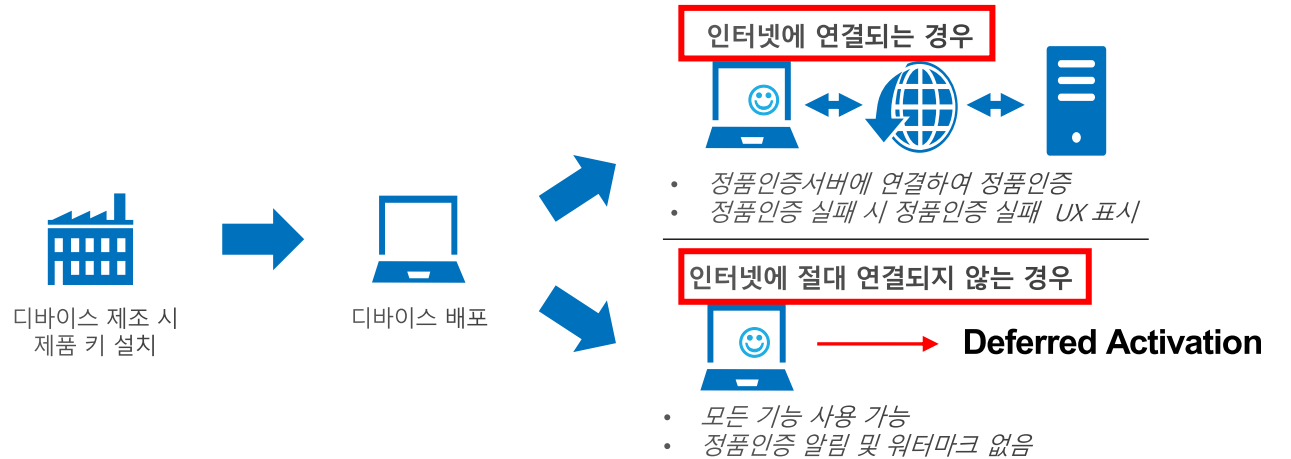 인터넷에 연결되는 경우
• 정품인증서버에 연결하여 정품인증
• 정품인증 실패 시 정품인증 실패 UX 표시
디바이스 제조 시
제품 키 설치
디바이스 배포
인터넷에 절대 연결되지 않는 경우
Deferred Activation
• 모든 기능 사용 가능
• 정품인증 알림 및 워터마크 없음